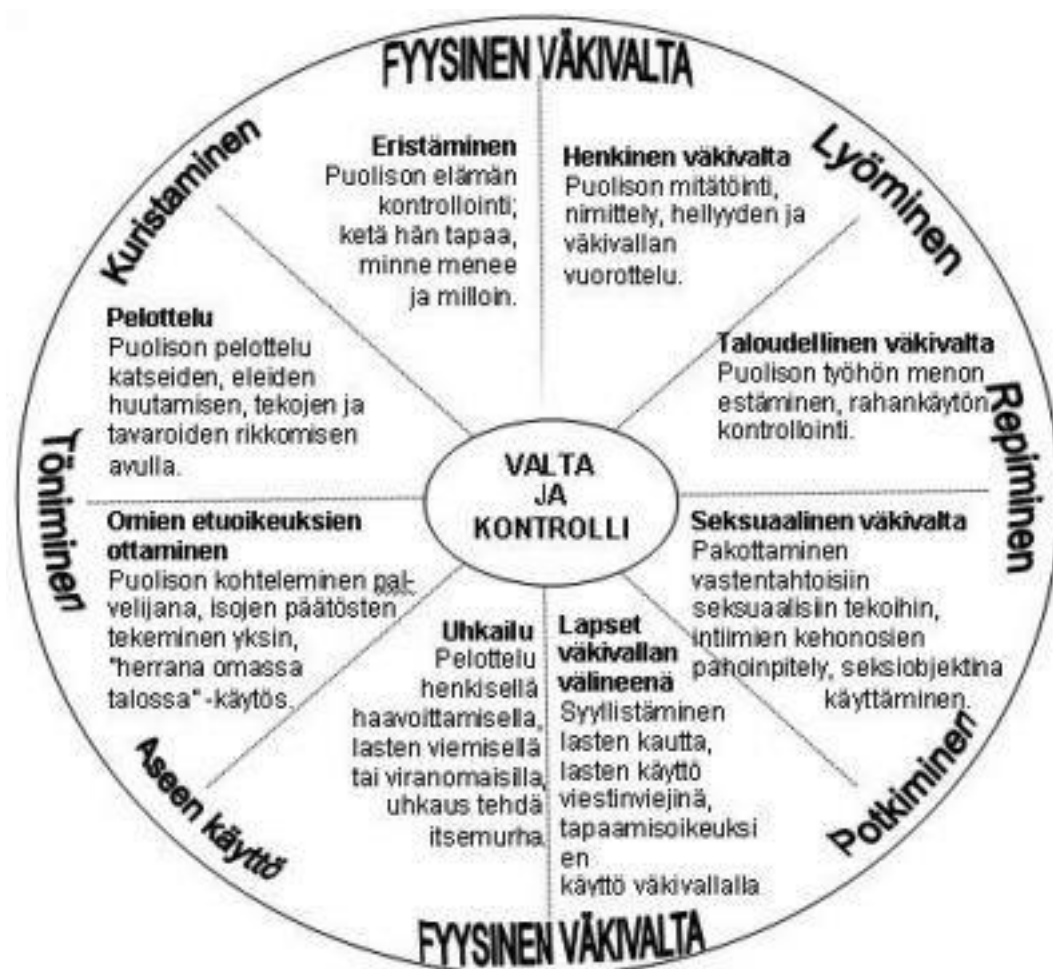 FYYSINEN VÄKIVALTA
Kuristaminen
Lyöminen
Eristäminen
Puolison elämän
kontrollointi;
ketä hän tapaa,
minne menee
ja milloin.
Henkinen väkivalta
Puolison mitätöinti,
nimittely, hellyyden ja
väkivallan
vuorottelu.
Pelottelu
Puolison pelottelu
katseiden, eleiden
huutamisen, tekojen ja
tavaroiden rikkomisen
avulla.
Taloudellinen väkivalta
Puolison työhön menon
estäminen, rahankäytön
kontrollointi.
Töniminen
Repiminen
VALTA
JA
KONTROLLI
Omien etuoikeuksien
ottaminen
Puolison kohteleminen pal-
velijana, isojen päätösten
tekeminen yksin,
"herrana omassa
talossa" -käytös.
Seksuaalinen väkivalta
Pakottaminen
vastentahtoisiin
seksuaalisiin tekoihin,
intiimien kehonosien
pahoinpitely, seksiobjektina
käyttäminen.
Uhkailu
Pelottelu
henkisellä
haavoittamisella,
lasten viemisellä
tai viranomaisilla,
uhkaus tehdä
itsemurha.
Lapset
väkivallan
välineenä
Syyllistäminen
lasten kautta,
lasten käyttö
viestinviejinä,
tapaamisoikeuksi
en
käyttö väkivallalla
Aseen käyttö
Potkiminen
FYYSINEN VÄKIVALTA